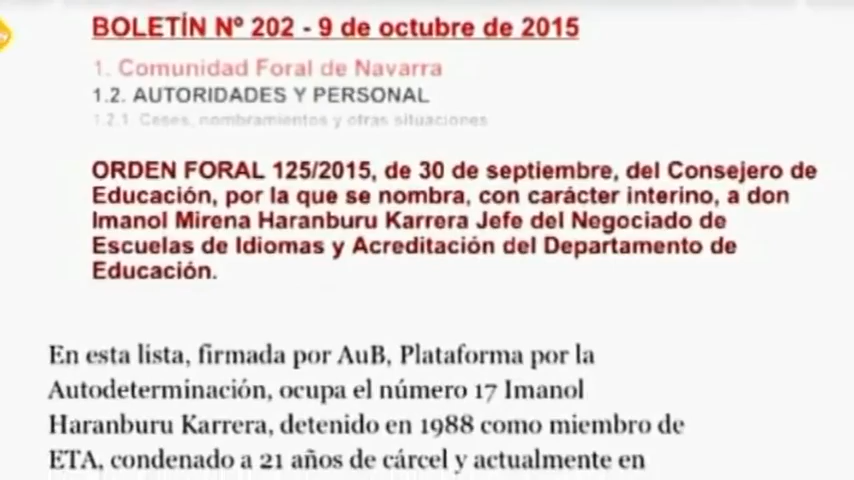 BOLETÍN Nº 202 - 9 de octubre de 2015
1. Comunidad Foral de Navarra
1.2. AUTORIDADES Y PERSONAL
1.2.1. Ceses, nombramientos y otras situaciones
ORDEN FORAL 125/2015, de 30 de septiembre, del Consejero de
Educación, por la que se nombra, con carácter interino, a don
Imanol Mirena Haranburu Karrera Jefe del Negociado de
Escuelas de Idiomas y Acreditación del Departamento de
Educación.
En esta lista, firmada por AuB, Plataforma por la
Autodeterminación, ocupa el número 17 Imanol
Haranburu Karrera, detenido en 1988 como miembro de
ETA, condenado a 21 años de cárcel y actualmente en